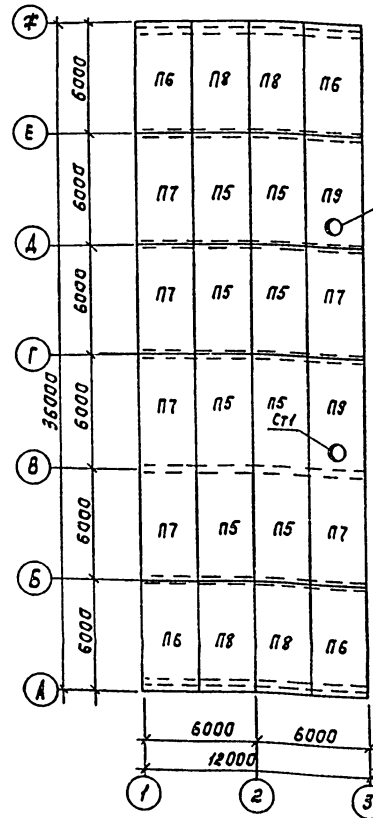 Ж
6000
П6 П8 П8 П6
Е
6000
П7 П5 П5 П9
Д
6000
П7 П5 П5 П7
Г
36000
6000
П7 П5 П5 П9
Ст1
В
6000
П7 П5 П5 П7
Б
6000
П6 П8 П8 П6
А
6000 6000
12000
1 2 3